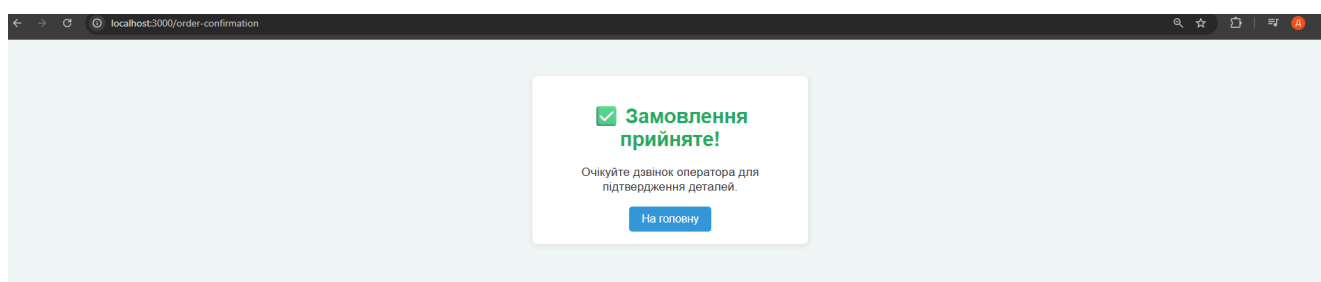 localhost:3000/order-confirmation
Д
✅ Замовлення
прийняте!
Очікуйте дзвінок оператора для
підтвердження деталей.
На головну